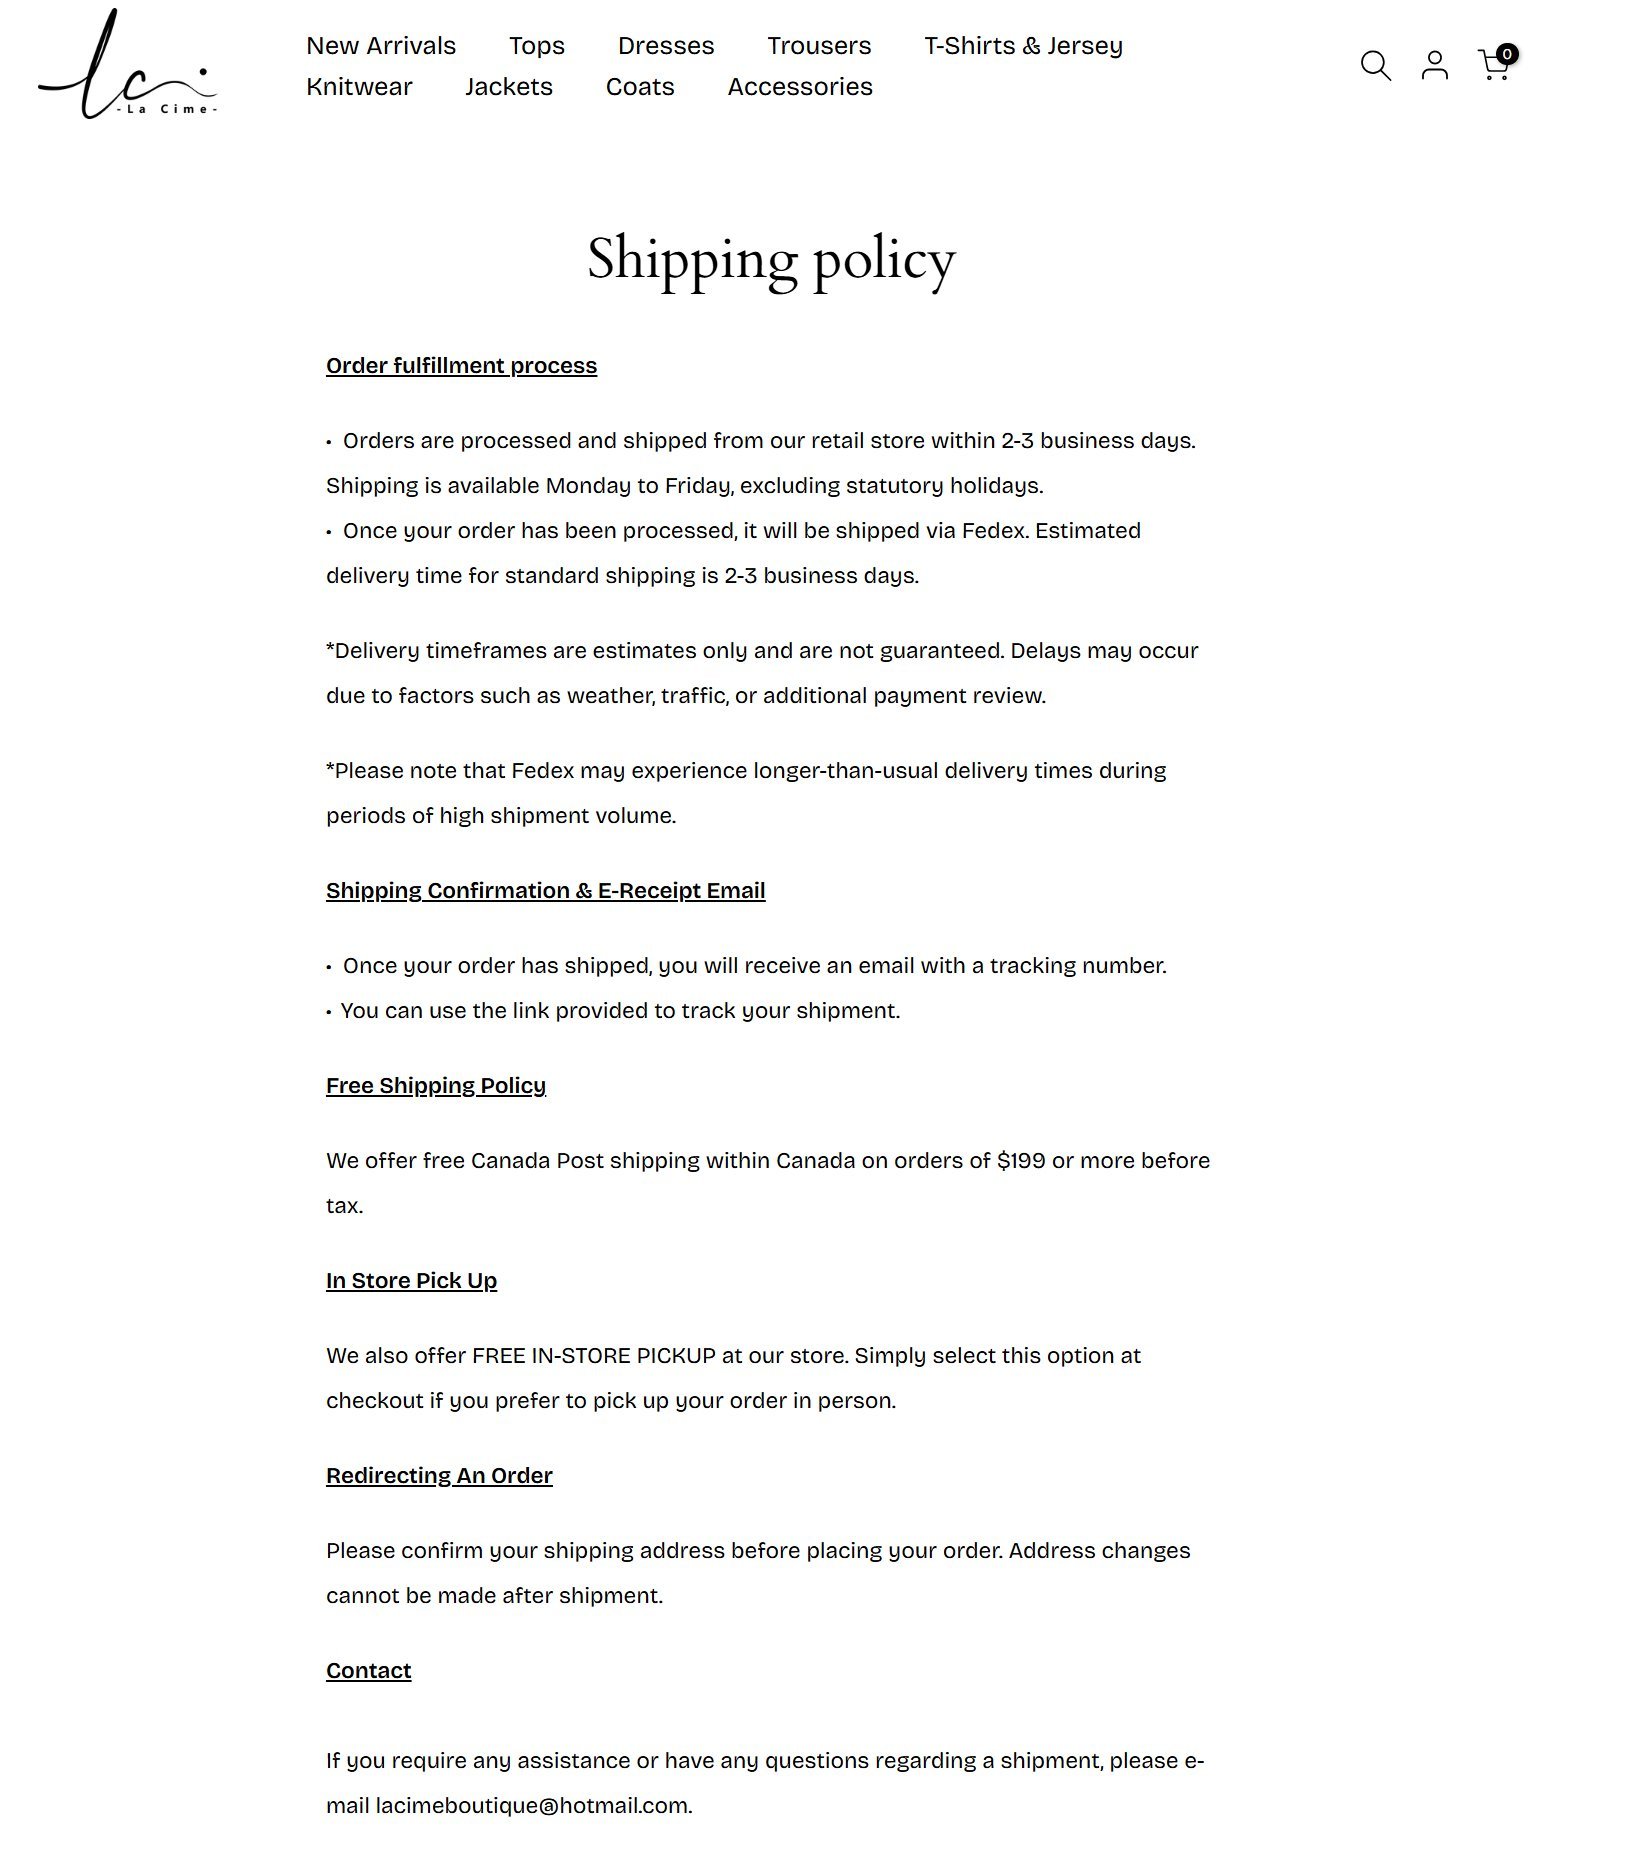 lci
-La Cime-
New Arrivals Tops Dresses Trousers T-Shirts & Jersey
Knitwear Jackets Coats Accessories
0
Shipping policy
Order fulfillment process
• Orders are processed and shipped from our retail store within 2-3 business days.
Shipping is available Monday to Friday, excluding statutory holidays.
• Once your order has been processed, it will be shipped via Fedex. Estimated
delivery time for standard shipping is 2-3 business days.
*Delivery timeframes are estimates only and are not guaranteed. Delays may occur
due to factors such as weather, traffic, or additional payment review.
*Please note that Fedex may experience longer-than-usual delivery times during
periods of high shipment volume.
Shipping Confirmation & E-Receipt Email
• Once your order has shipped, you will receive an email with a tracking number.
• You can use the link provided to track your shipment.
Free Shipping Policy
We offer free Canada Post shipping within Canada on orders of $199 or more before
tax.
In Store Pick Up
We also offer FREE IN-STORE PICKUP at our store. Simply select this option at
checkout if you prefer to pick up your order in person.
Redirecting An Order
Please confirm your shipping address before placing your order. Address changes
cannot be made after shipment.
Contact
If you require any assistance or have any questions regarding a shipment, please e-
mail lacimeboutique@hotmail.com.